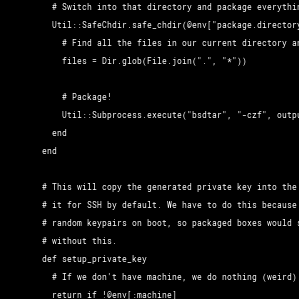 # Switch into that directory and package everythin
Util::SafeChdir.safe_chdir(@env["package.directory
# Find all the files in our current directory an
files = Dir.glob(File.join(".", "*"))
# Package!
Util::Subprocess.execute("bsdtar", "-czf", outpu
end
end
# This will copy the generated private key into the
# it for SSH by default. We have to do this because
# random keypairs on boot, so packaged boxes would s
# without this.
def setup_private_key
# If we don't have machine, we do nothing (weird)
return if !@env[:machine]